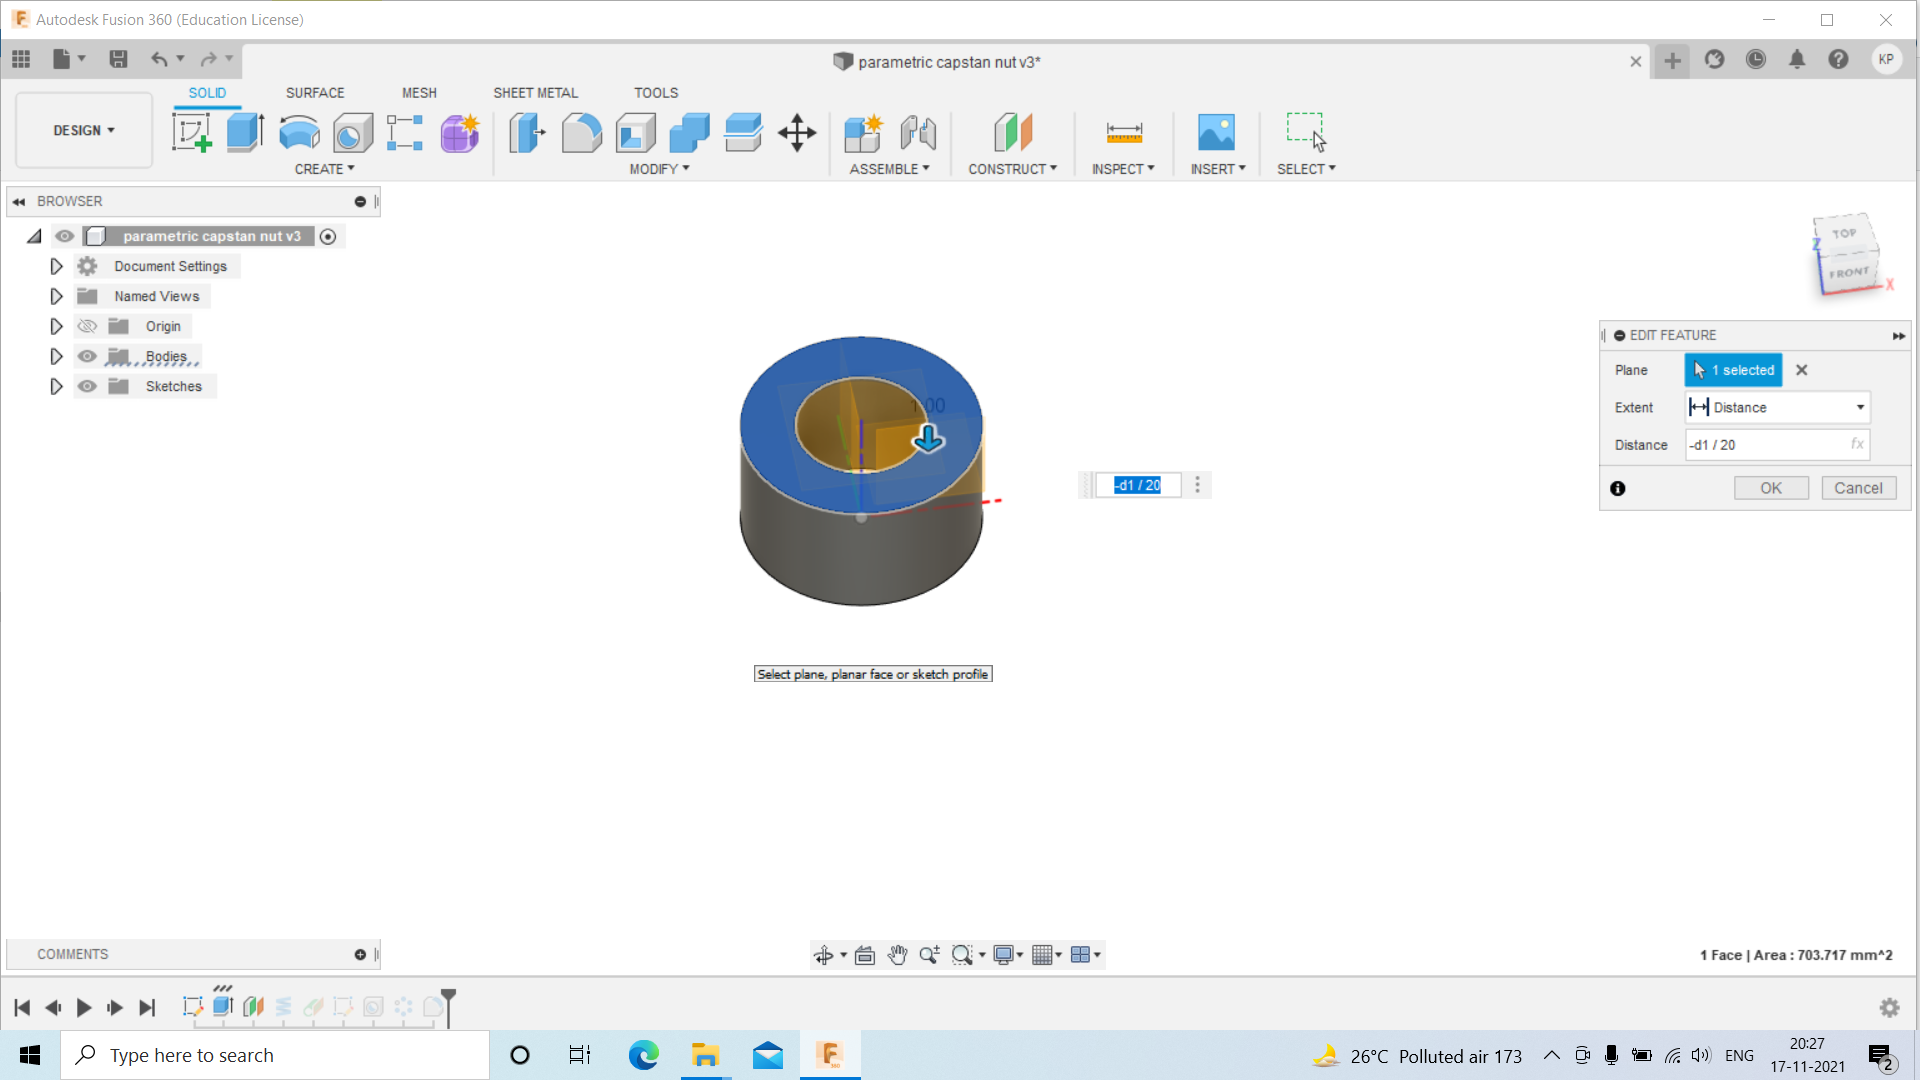 Autodesk Fusion 360 (Education License)
parametric capstan nut v3*
KP
SOLID SURFACE MESH SHEET METAL TOOLS
DESIGN
CREATE MODIFY ASSEMBLE CONSTRUCT INSPECT INSERT SELECT
BROWSER
parametric capstan nut v3
Document Settings
Named Views
Origin
Bodies
Sketches
TOP
FRONT
Z
X
EDIT FEATURE
Plane 1 selected
Extent Distance
Distance -d1 / 20 fx
OK Cancel
1.00
-d1 / 20
Select plane, planar face or sketch profile
COMMENTS
1 Face | Area : 703.717 mm^2
Type here to search
26°C Polluted air 173
ENG
20:27
17-11-2021
2